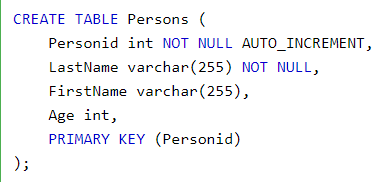 CREATE TABLE Persons (
    Personid int NOT NULL AUTO_INCREMENT,
    LastName varchar(255) NOT NULL,
    FirstName varchar(255),
    Age int,
    PRIMARY KEY (Personid)
);